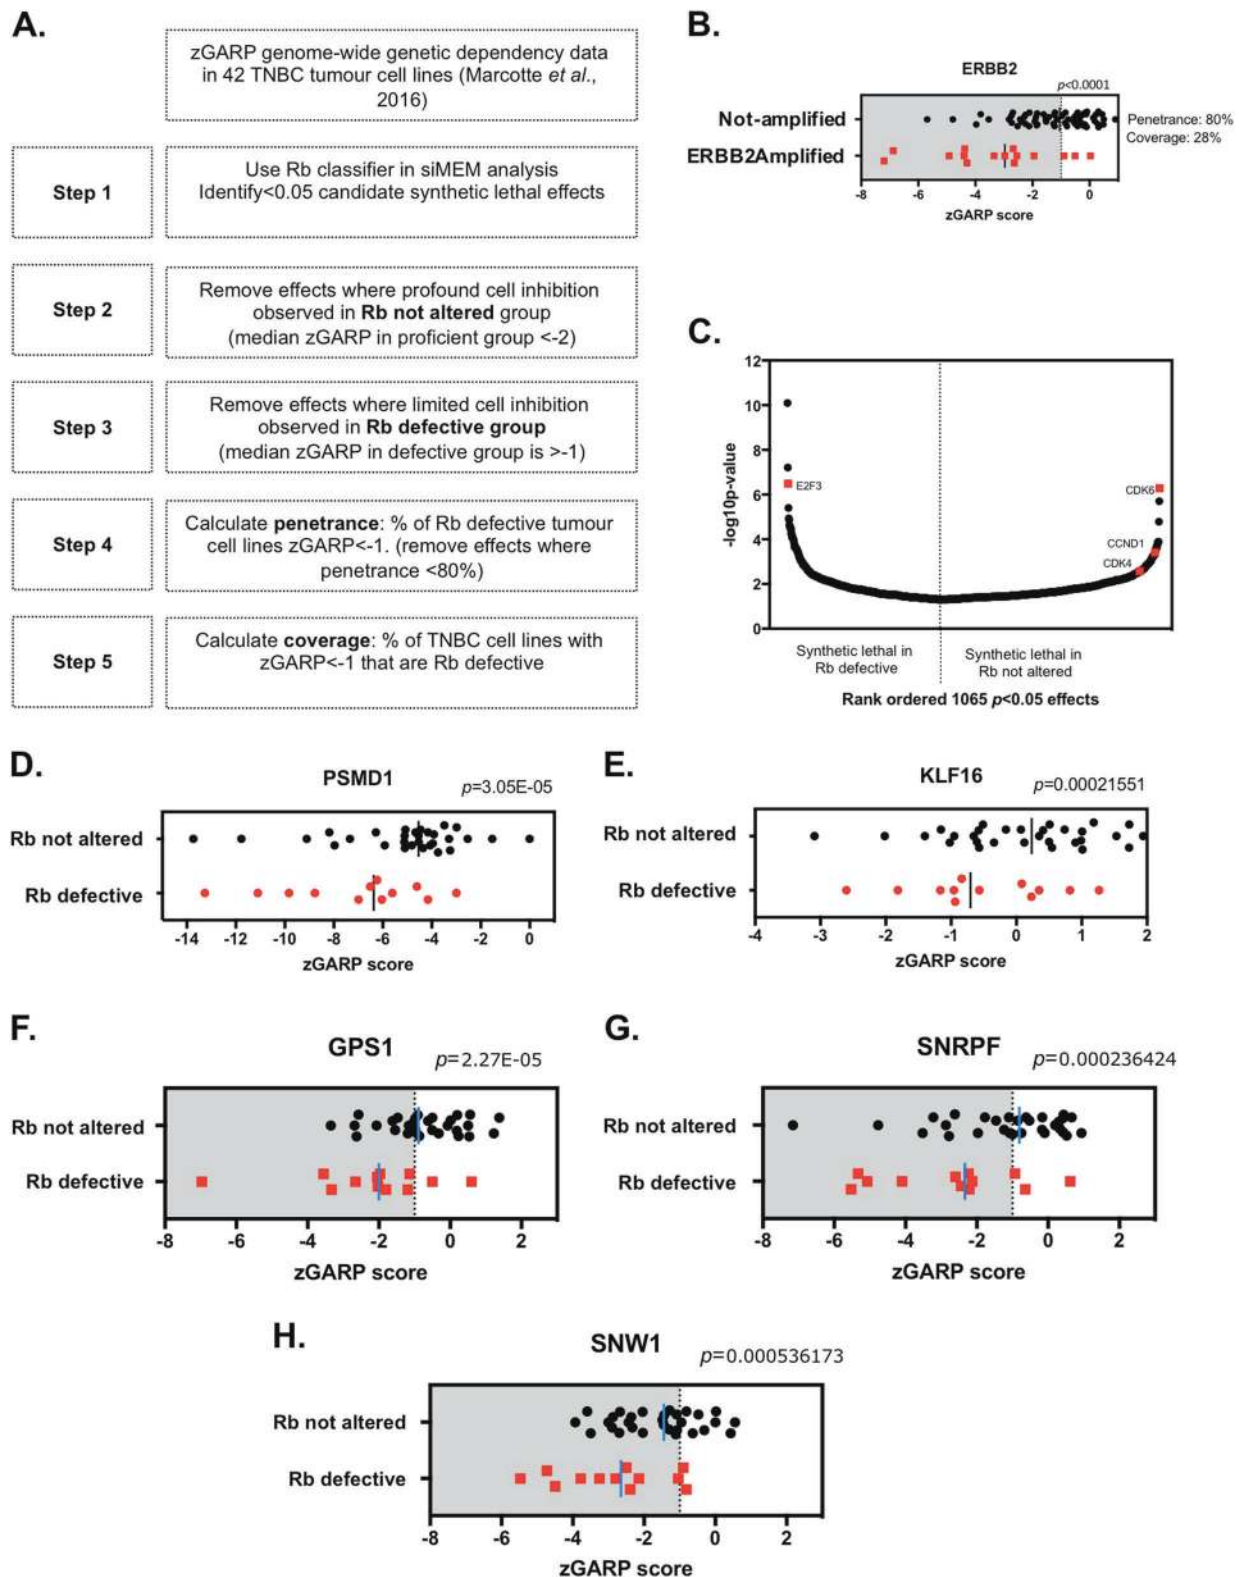 A.
zGARP genome-wide genetic dependency data
in 42 TNBC tumour cell lines (Marcotte et al.,
2016)
Step 1
Use Rb classifier in siMEM analysis
Identify<0.05 candidate synthetic lethal effects
Step 2
Remove effects where profound cell inhibition
observed in Rb not altered group
(median zGARP in proficient group <-2)
Step 3
Remove effects where limited cell inhibition
observed in Rb defective group
(median zGARP in defective group is >-1)
Step 4
Calculate penetrance: % of Rb defective tumour
cell lines zGARP<-1. (remove effects where
penetrance <80%)
Step 5
Calculate coverage: % of TNBC cell lines with
zGARP<-1 that are Rb defective
B.
ERBB2
p<0.0001
Not-amplified
ERBB2Amplified
Penetrance: 80%
Coverage: 28%
-8 -6 -4 -2 0
zGARP score
C.
12
10
8
6
4
2
0
-log10p-value
E2F3
CDK6
CCND1
CDK4
Synthetic lethal in
Rb defective
Synthetic lethal in
Rb not altered
Rank ordered 1065 p<0.05 effects
D.
PSMD1
p=3.05E-05
Rb not altered
Rb defective
-14 -12 -10 -8 -6 -4 -2 0
zGARP score
E.
KLF16
p=0.00021551
Rb not altered
Rb defective
-4 -3 -2 -1 0 1 2
zGARP score
F.
GPS1
p=2.27E-05
Rb not altered
Rb defective
-8 -6 -4 -2 0 2
zGARP score
G.
SNRPF
p=0.000236424
Rb not altered
Rb defective
-8 -6 -4 -2 0 2
zGARP score
H.
SNW1
p=0.000536173
Rb not altered
Rb defective
-8 -6 -4 -2 0 2
zGARP score